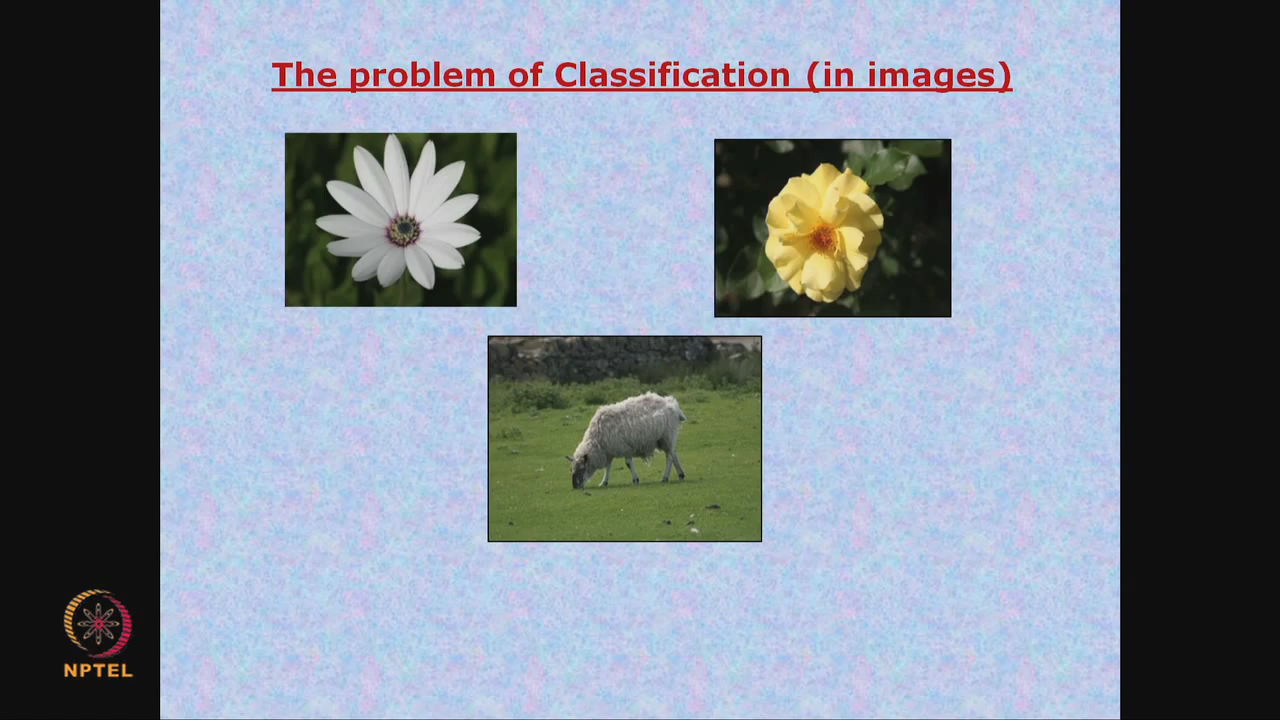 The problem of Classification (in images)
NPTEL